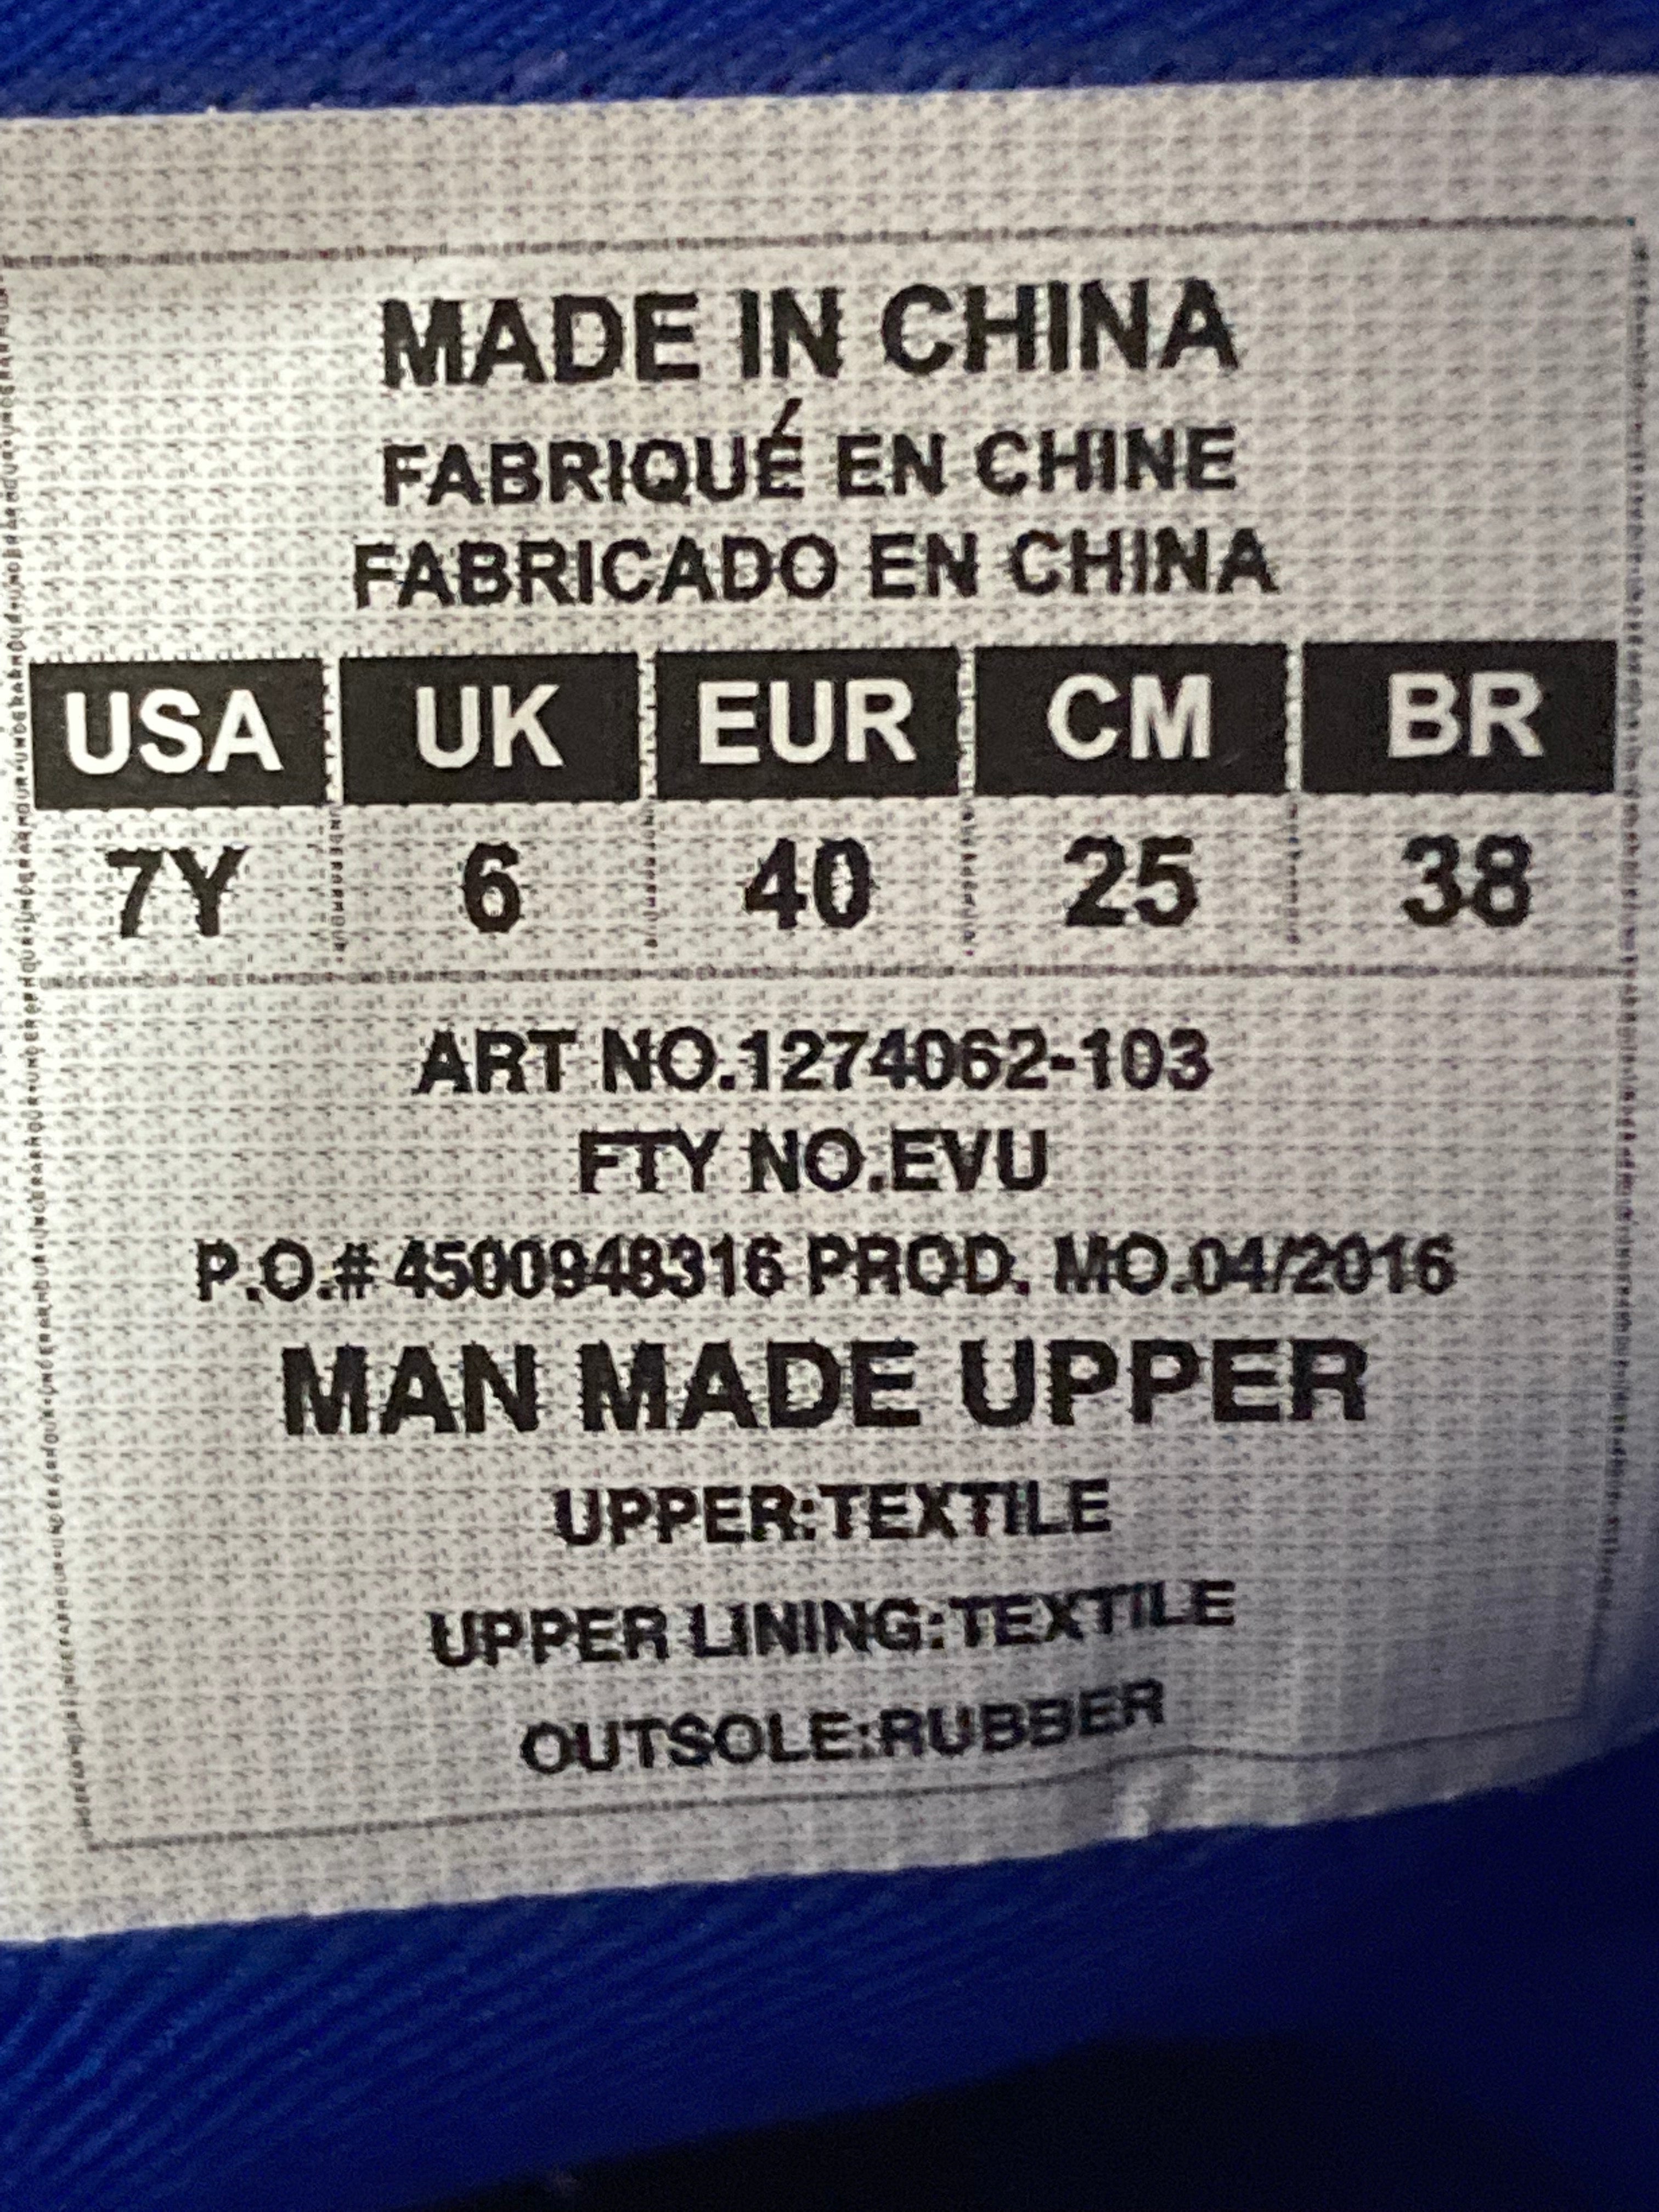 MADE IN CHINA
FABRIQUÉ EN CHINE
FABRICADO EN CHINA
USA UK EUR CM BR
7Y 6 40 25 38
ART NO.1274062-103
FTY NO.EVU
P.O.# 4500948316 PROD. MO.04/2016
MAN MADE UPPER
UPPER:TEXTILE
UPPER LINING:TEXTILE
OUTSOLE:RUBBER